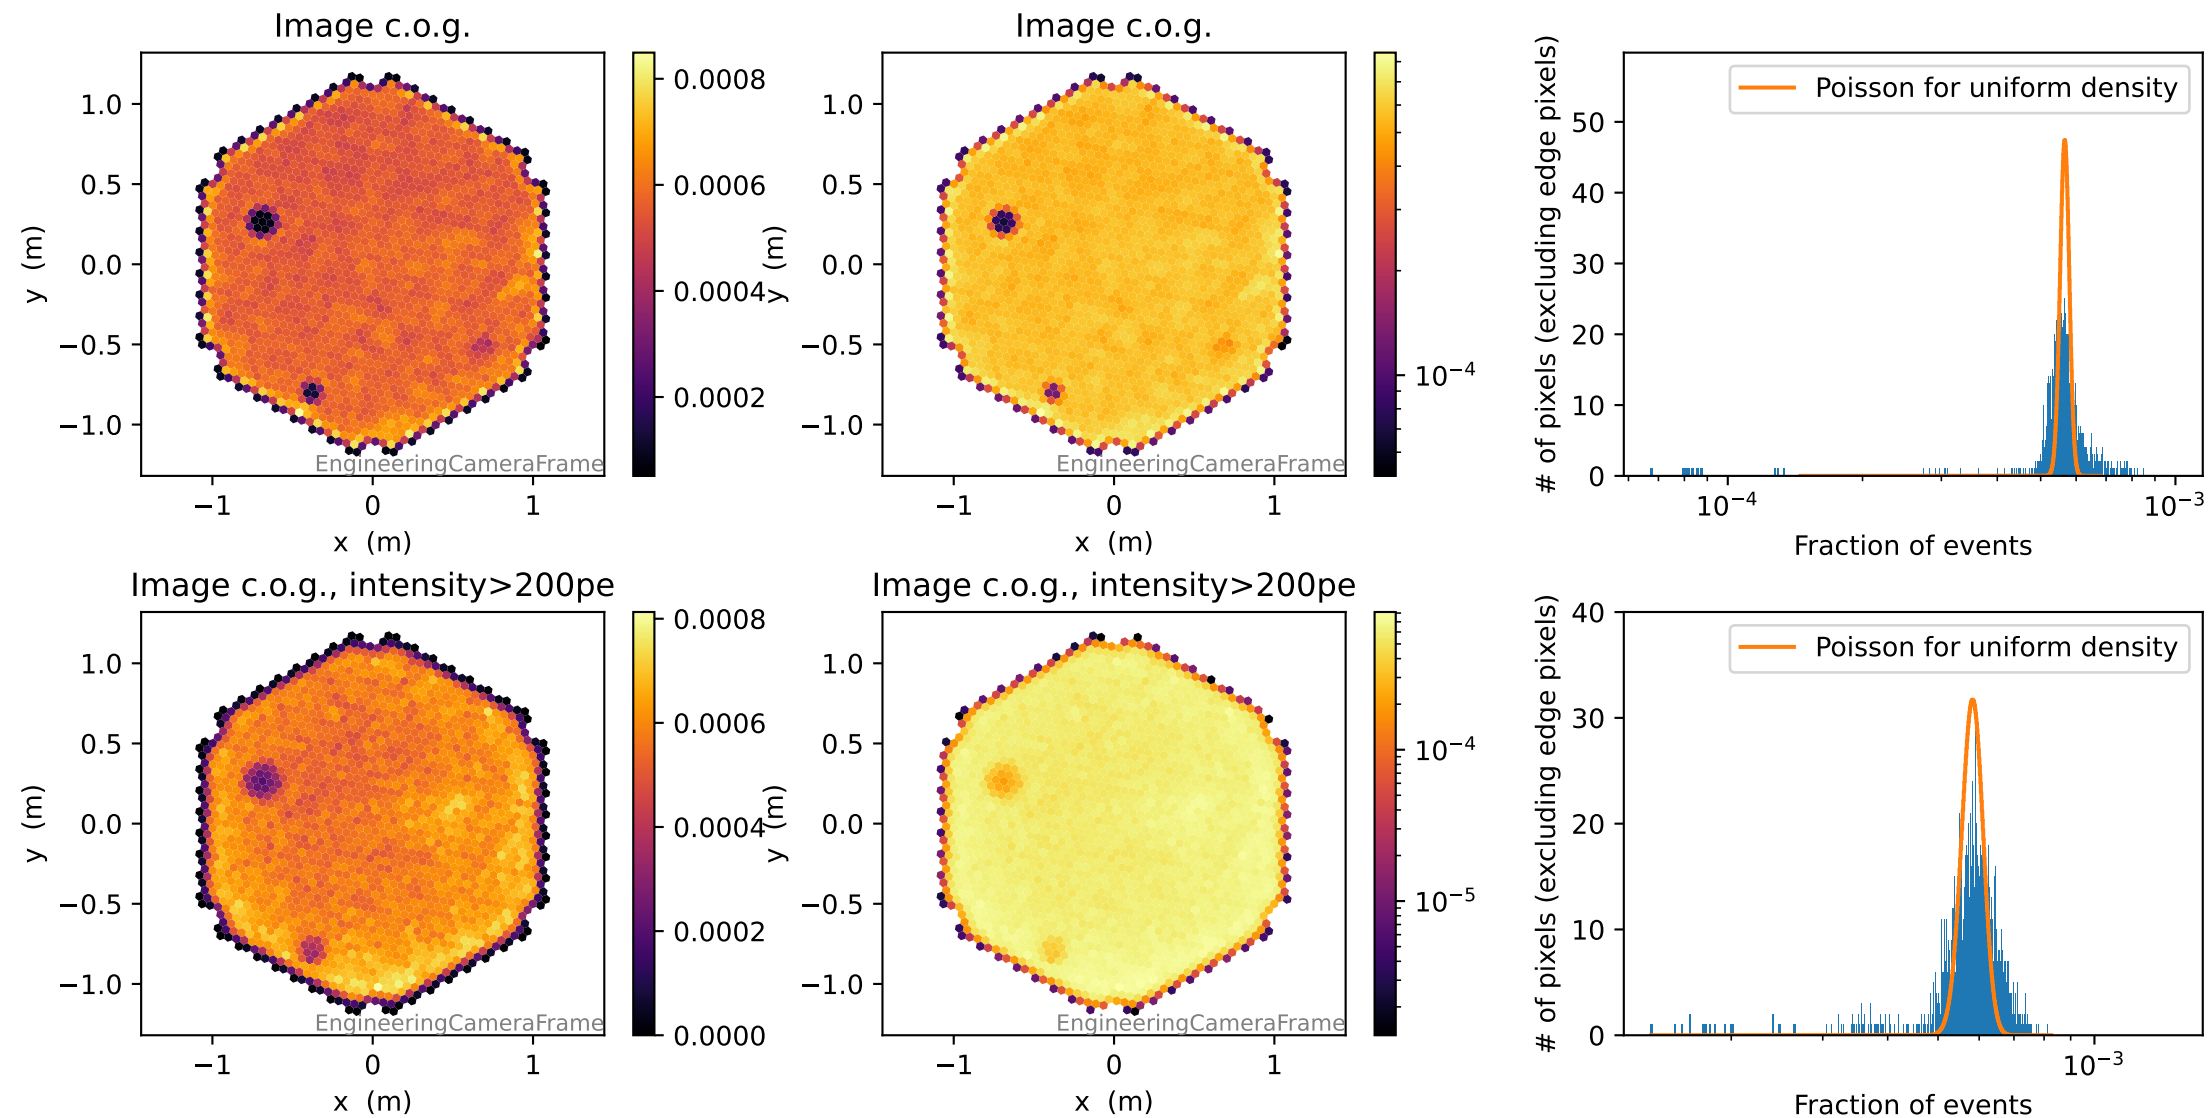 Image c.o.g.
1.0
0.5
0.0
−0.5
−1.0
y (m)
−1
0
1
x (m)
EngineeringCameraFrame
0.0008
0.0006
0.0004
0.0002
Image c.o.g.
1.0
0.5
0.0
−0.5
−1.0
y (m)
−1
0
1
x (m)
EngineeringCameraFrame
10⁻⁴
# of pixels (excluding edge pixels)
50
40
30
20
10
0
Poisson for uniform density
10⁻⁴
10⁻³
Fraction of events
Image c.o.g., intensity>200pe
1.0
0.5
0.0
−0.5
−1.0
y (m)
−1
0
1
x (m)
EngineeringCameraFrame
0.0008
0.0006
0.0004
0.0002
0.0000
Image c.o.g., intensity>200pe
1.0
0.5
0.0
−0.5
−1.0
y (m)
−1
0
1
x (m)
EngineeringCameraFrame
10⁻⁴
10⁻⁵
# of pixels (excluding edge pixels)
40
30
20
10
0
Poisson for uniform density
10⁻³
Fraction of events